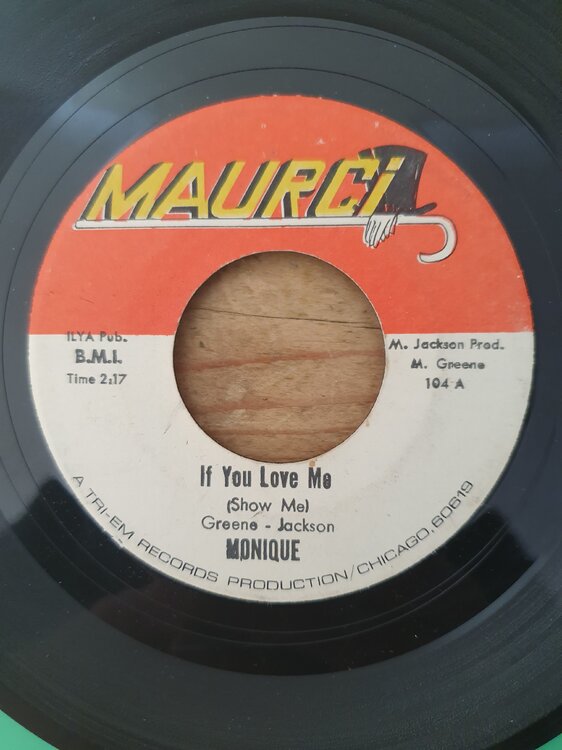 MAURCi
ILYA Pub.
B.M.I.
Time 2:17
M. Jackson Prod.
M. Greene
104 A
If You Love Me
(Show Me)
Greene - Jackson
MONIQUE
A TRI-EM RECORDS PRODUCTION/CHICAGO, 60619